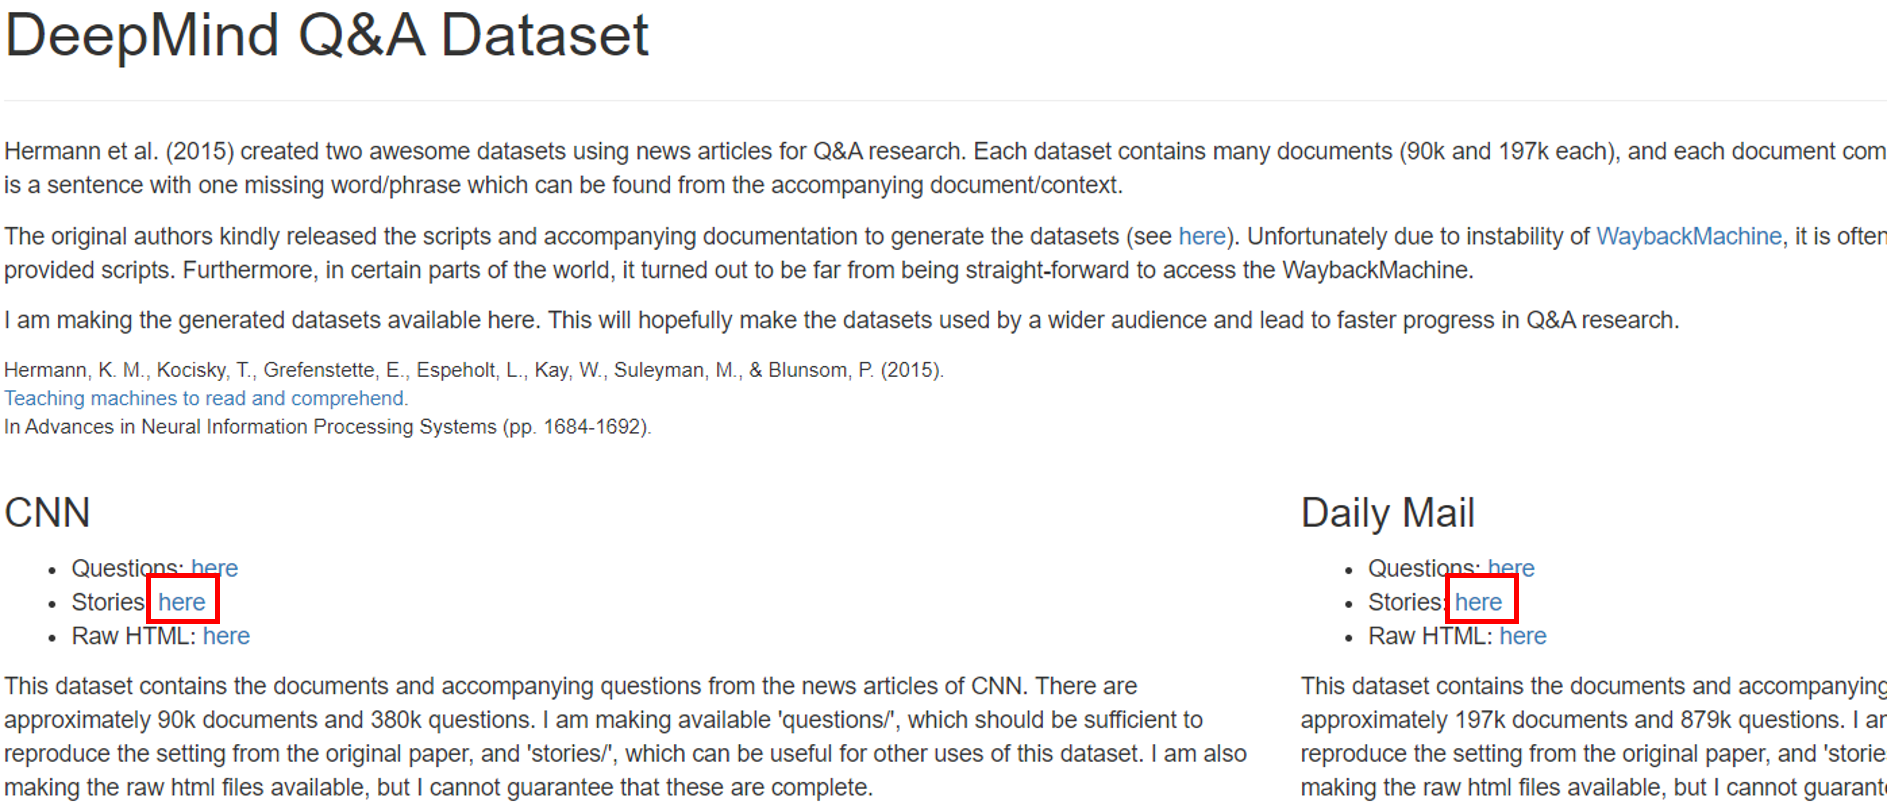 DeepMind Q&A Dataset
Hermann et al. (2015) created two awesome datasets using news articles for Q&A research. Each dataset contains many documents (90k and 197k each), and each document com
is a sentence with one missing word/phrase which can be found from the accompanying document/context.
The original authors kindly released the scripts and accompanying documentation to generate the datasets (see here). Unfortunately due to instability of WaybackMachine, it is often
provided scripts. Furthermore, in certain parts of the world, it turned out to be far from being straight-forward to access the WaybackMachine.
I am making the generated datasets available here. This will hopefully make the datasets used by a wider audience and lead to faster progress in Q&A research.
Hermann, K. M., Kocisky, T., Grefenstette, E., Espeholt, L., Kay, W., Suleyman, M., & Blunsom, P. (2015).
Teaching machines to read and comprehend.
In Advances in Neural Information Processing Systems (pp. 1684-1692).
CNN
• Questions: here
• Stories: here
• Raw HTML: here
This dataset contains the documents and accompanying questions from the news articles of CNN. There are
approximately 90k documents and 380k questions. I am making available 'questions/', which should be sufficient to
reproduce the setting from the original paper, and 'stories/', which can be useful for other uses of this dataset. I am also
making the raw html files available, but I cannot guarantee that these are complete.
Daily Mail
• Questions: here
• Stories: here
• Raw HTML: here
This dataset contains the documents and accompanying
approximately 197k documents and 879k questions. I ar
reproduce the setting from the original paper, and 'storie
making the raw html files available, but I cannot guarante